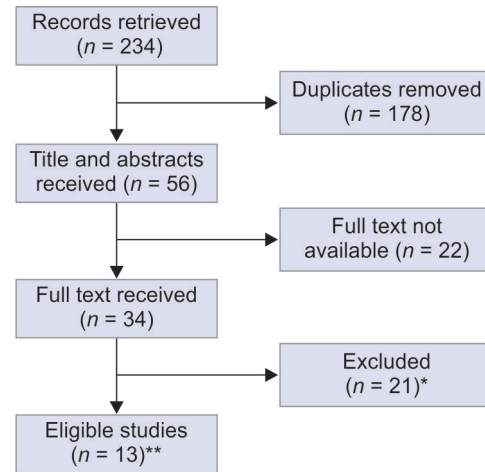 Records retrieved
(n = 234)
Duplicates removed
(n = 178)
Title and abstracts
received (n = 56)
Full text not
available (n = 22)
Full text received
(n = 34)
Excluded
(n = 21)*
Eligible studies
(n = 13)**